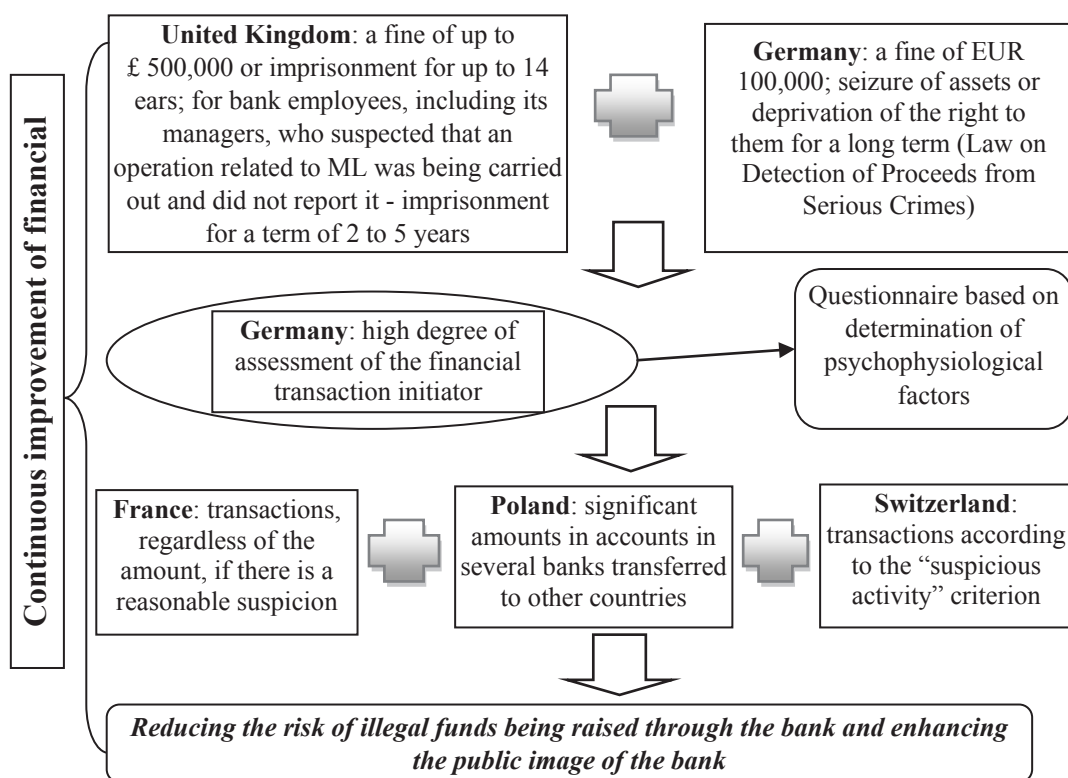 Continuous improvement of financial
United Kingdom: a fine of up to
£ 500,000 or imprisonment for up to 14
ears; for bank employees, including its
managers, who suspected that an
operation related to ML was being carried
out and did not report it - imprisonment
for a term of 2 to 5 years
Germany: a fine of EUR
100,000; seizure of assets or
deprivation of the right to
them for a long term (Law on
Detection of Proceeds from
Serious Crimes)
Germany: high degree of
assessment of the financial
transaction initiator
Questionnaire based on
determination of
psychophysiological
factors
France: transactions,
regardless of the
amount, if there is a
reasonable suspicion
Poland: significant
amounts in accounts in
several banks transferred
to other countries
Switzerland:
transactions according
to the “suspicious
activity” criterion
Reducing the risk of illegal funds being raised through the bank and enhancing
the public image of the bank